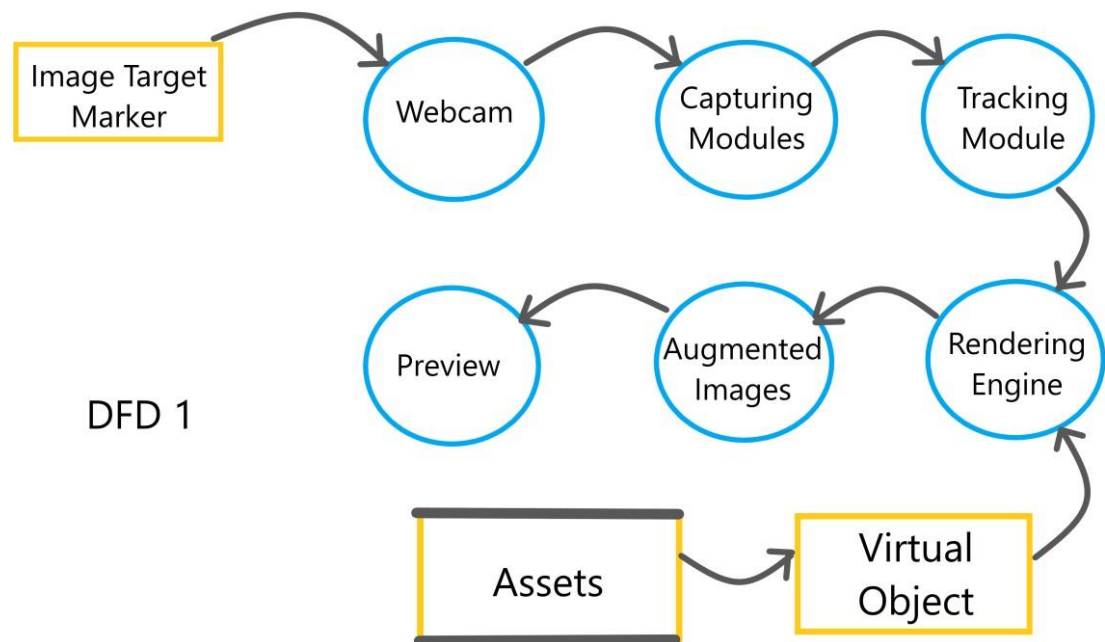 Image Target
Marker
Webcam
Capturing
Modules
Tracking
Module
Preview
Augmented
Images
Rendering
Engine
DFD 1
Assets
Virtual
Object